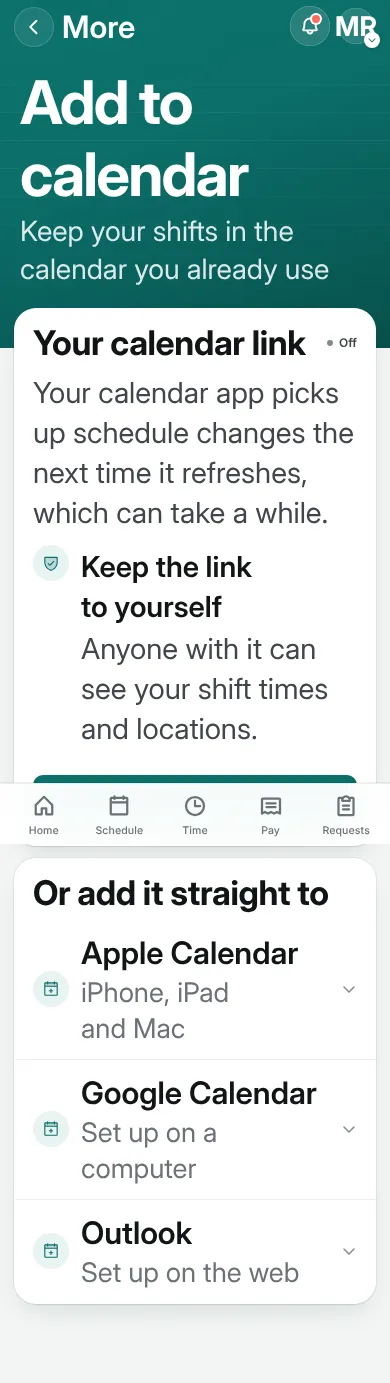 More
MR
Add to
calendar
Keep your shifts in the
calendar you already use
Your calendar link
Off
Your calendar app picks
up schedule changes the
next time it refreshes,
which can take a while.
Keep the link
to yourself
Anyone with it can
see your shift times
and locations.
Home
Schedule
Time
Pay
Requests
Or add it straight to
Apple Calendar
iPhone, iPad
and Mac
Google Calendar
Set up on a
computer
Outlook
Set up on the web